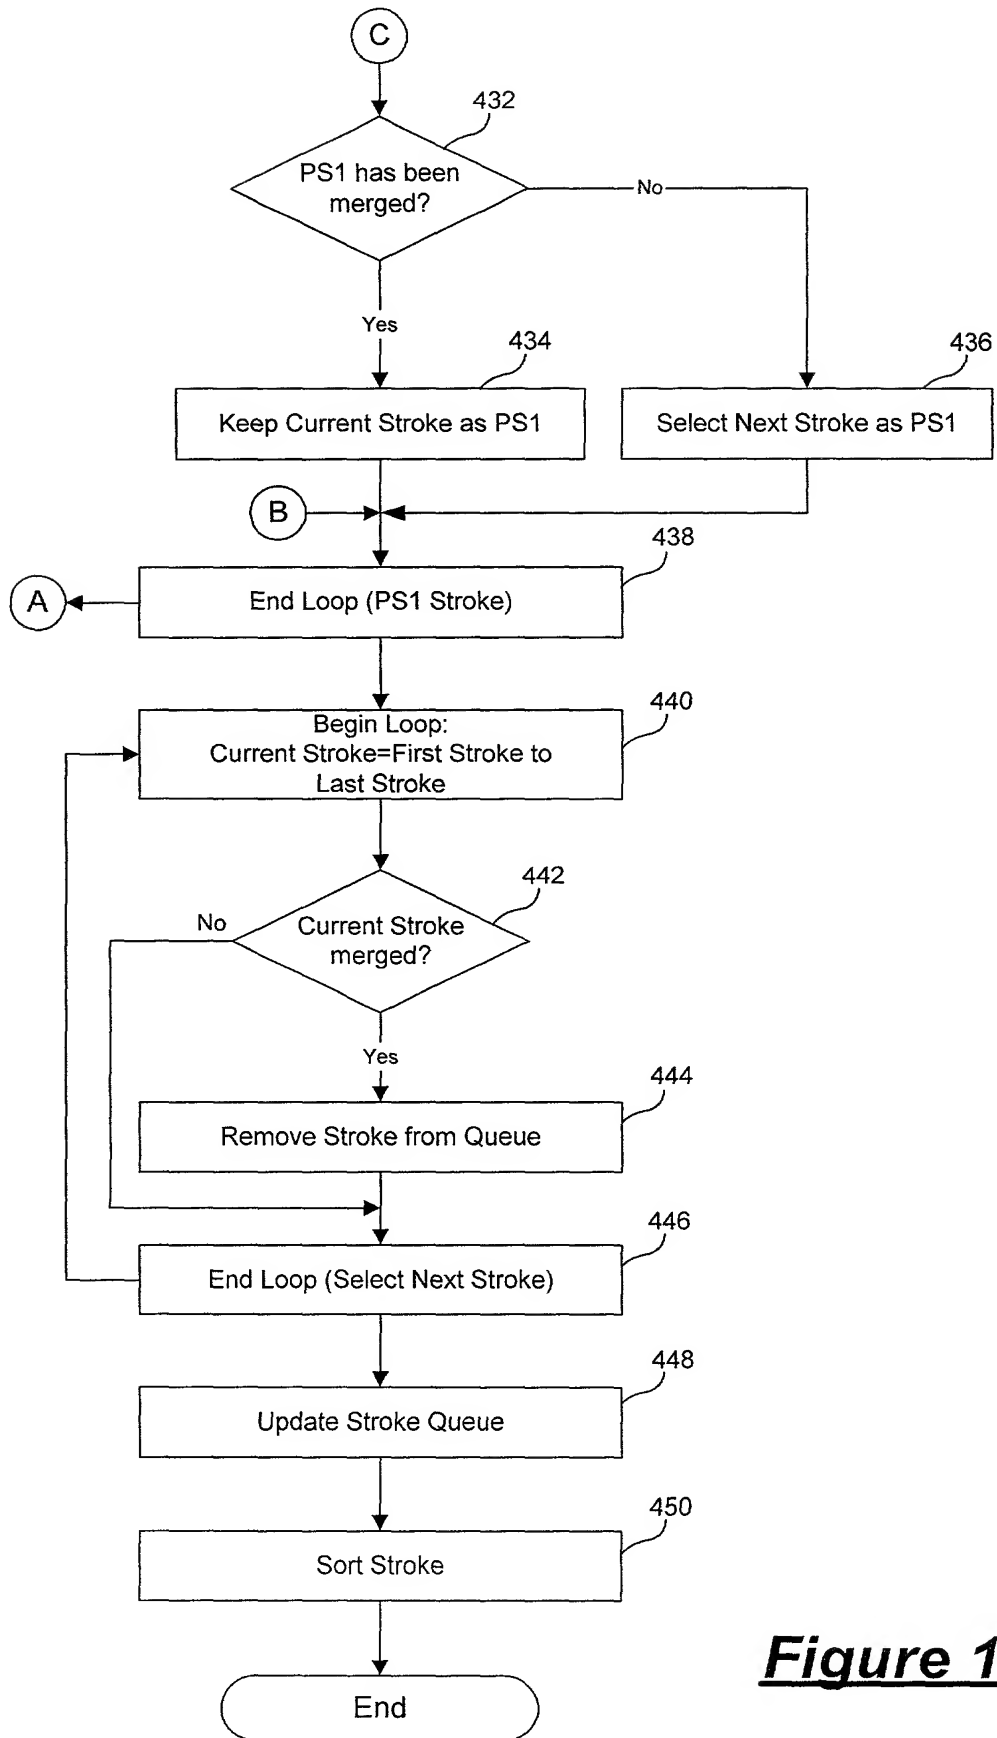 C
432
PS1 has been
merged?
No
Yes
434
436
Keep Current Stroke as PS1
Select Next Stroke as PS1
B
438
A
End Loop (PS1 Stroke)
440
Begin Loop:
Current Stroke=First Stroke to
Last Stroke
442
No
Current Stroke
merged?
Yes
444
Remove Stroke from Queue
446
End Loop (Select Next Stroke)
448
Update Stroke Queue
450
Sort Stroke
Figure 1
End